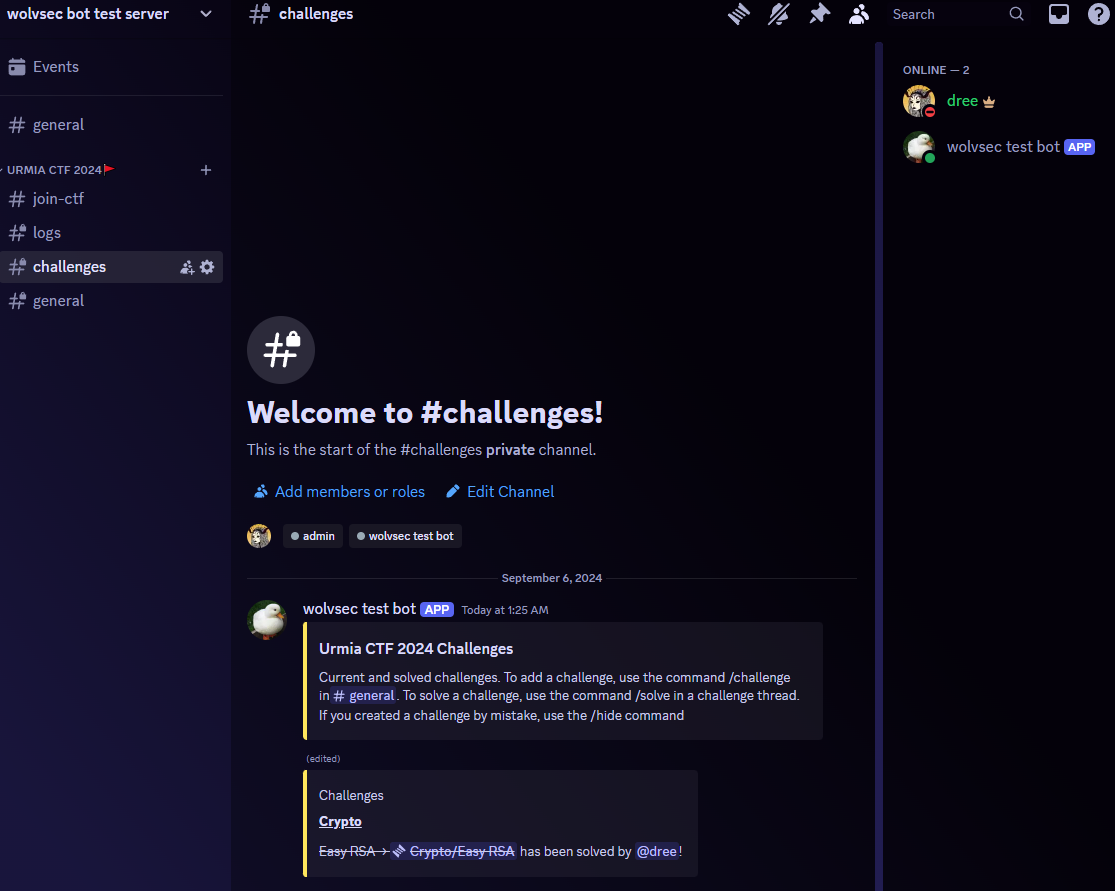 wolvsec bot test server
Events
general
URMIA CTF 2024
join-ctf
logs
challenges
general
challenges
Search
Welcome to #challenges!
This is the start of the #challenges private channel.
Add members or roles
Edit Channel
admin
wolvsec test bot
September 6, 2024
wolvsec test bot APP Today at 1:25 AM
Urmia CTF 2024 Challenges
Current and solved challenges. To add a challenge, use the command /challenge
in # general. To solve a challenge, use the command /solve in a challenge thread.
If you created a challenge by mistake, use the /hide command
(edited)
Challenges
Crypto
Easy RSA -> Crypto/Easy RSA has been solved by @dree!
ONLINE — 2
dree
wolvsec test bot APP